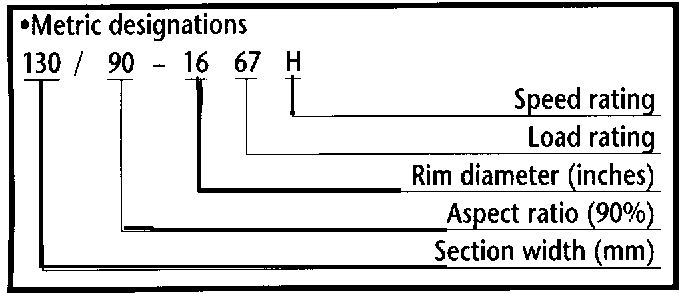 •Metric designations
130 / 90 - 16 67 H
Speed rating
Load rating
Rim diameter (inches)
Aspect ratio (90%)
Section width (mm)